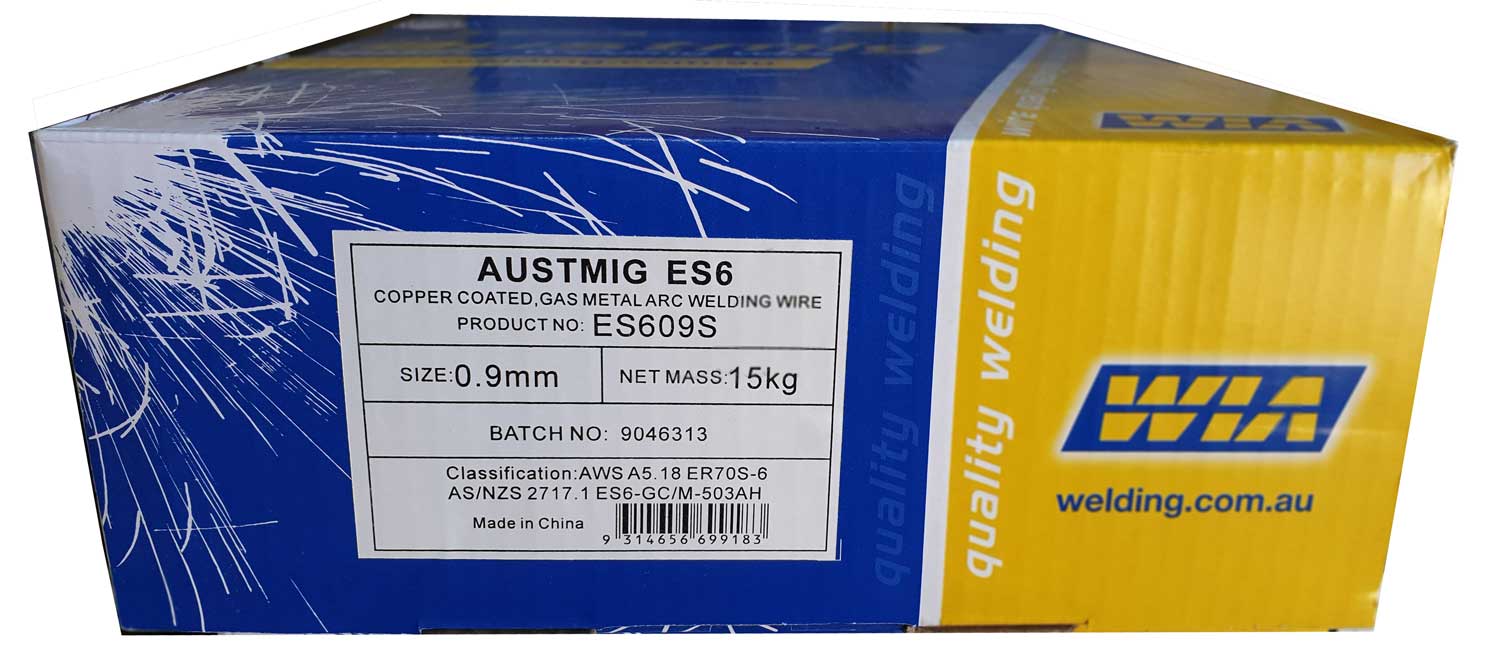 AUSTMIG ES6
COPPER COATED,GAS METAL ARC WELDING WIRE
PRODUCT NO: ES609S
SIZE:0.9mm
NET MASS:15kg
BATCH NO: 9046313
Classification:AWS A5.18 ER70S-6
AS/NZS 2717.1 ES6-GC/M-503AH
Made in China
9 314656 699183
quality welding
quality welding
WIA
WIA
welding.com.au